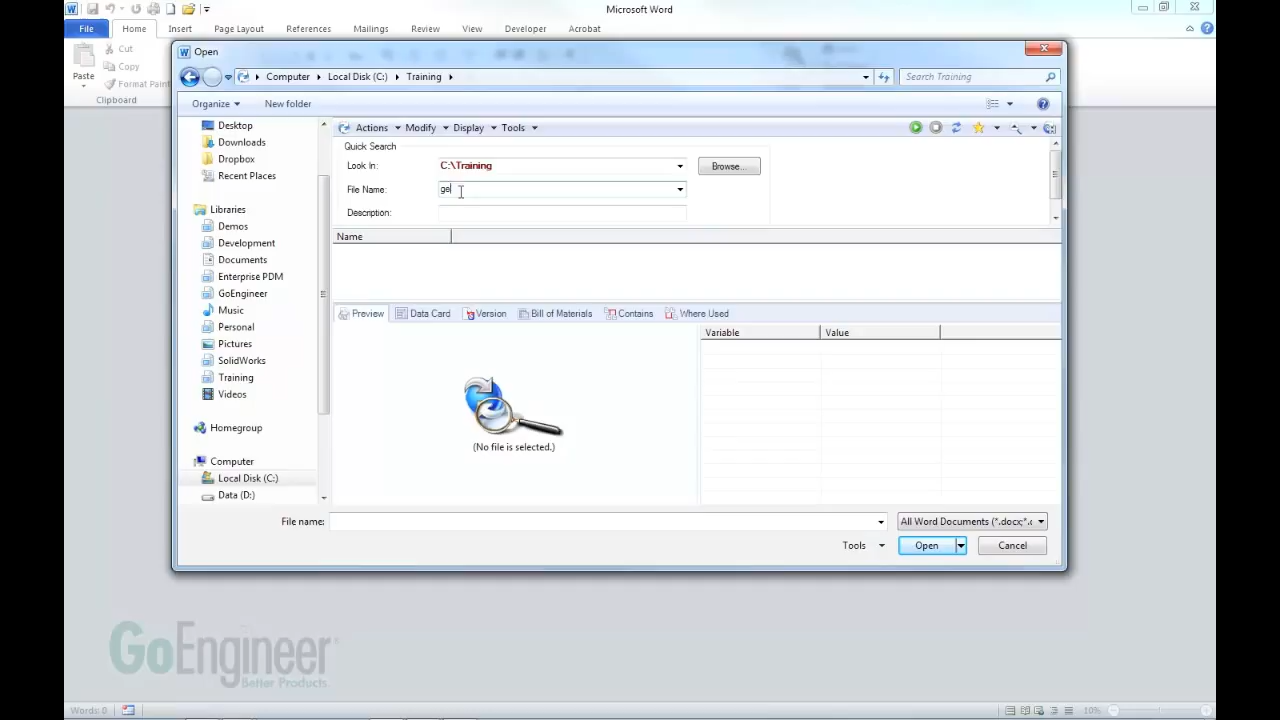 Microsoft Word
File Home Insert Page Layout References Mailings Review View Developer Acrobat
Paste
Cut
Copy
Format Paint
Clipboard
Open
Computer Local Disk (C:) Training
Search Training
Organize New folder
Desktop
Downloads
Dropbox
Recent Places
Libraries
Demos
Development
Documents
Enterprise PDM
GoEngineer
Music
Personal
Pictures
SolidWorks
Training
Videos
Homegroup
Computer
Local Disk (C:)
Data (D:)
Actions Modify Display Tools
Quick Search
Look In: C:\Training Browse...
File Name: ge
Description:
Name
Preview Data Card Version Bill of Materials Contains Where Used
Variable Value
(No file is selected.)
File name: All Word Documents (*.docx;*.
Tools Open Cancel
GoEngineer®
Better Products.
Words: 0 10%